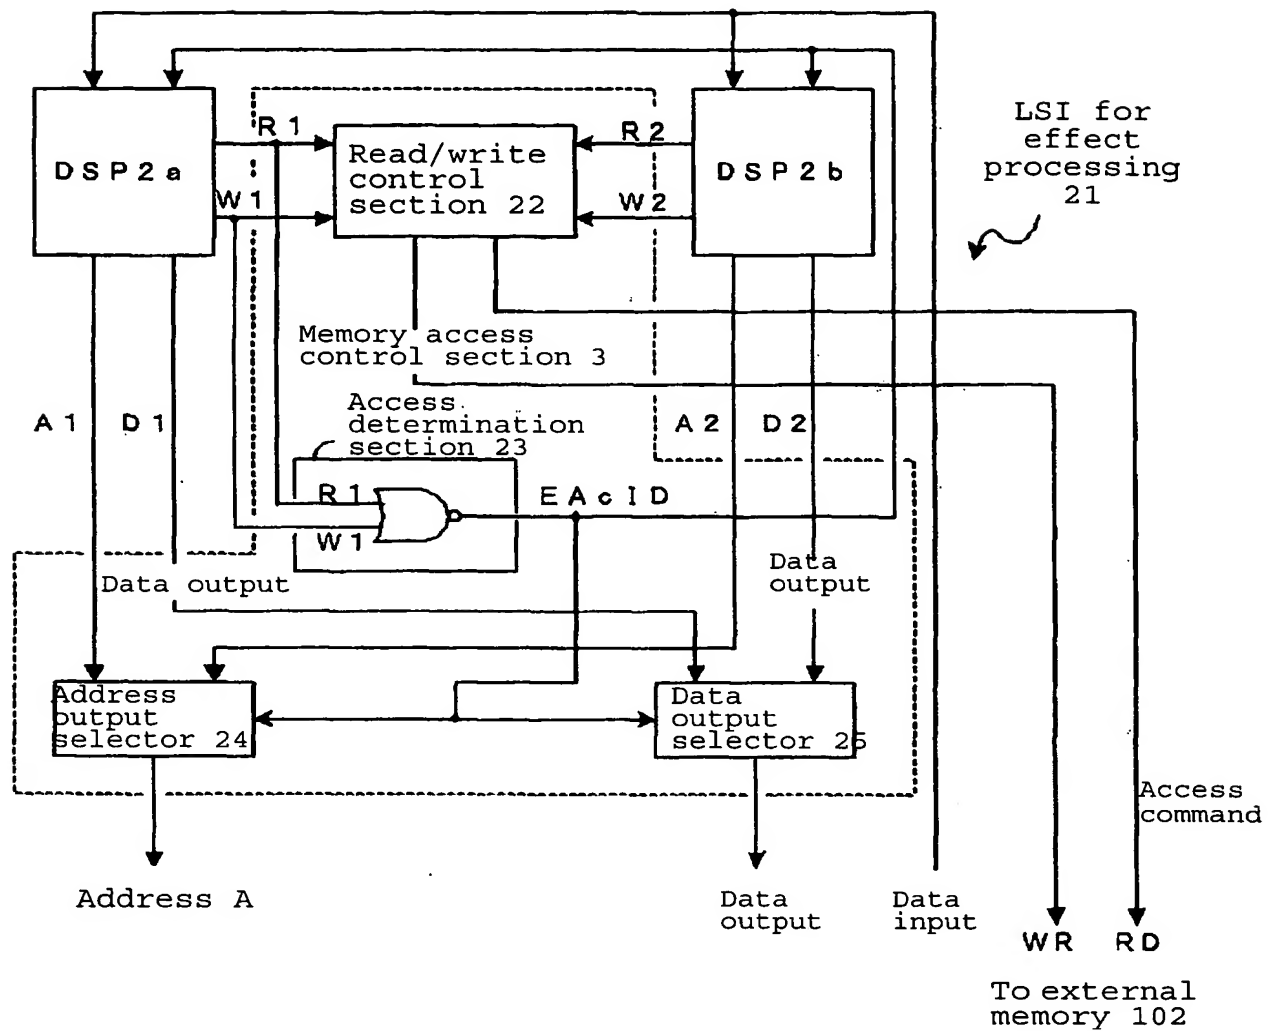 LSI for
effect
processing
21
DSP2a
R1
W1
Read/write
control
section 22
R2
W2
DSP2b
Memory access
control section 3
A1
D1
Access
determination
section 23
A2
D2
R1
W1
EAcID
Data output
Data
output
Address
output
selector 24
Data
output
selector 25
Access
command
Address A
Data
output
Data
input
WR
RD
To external
memory 102